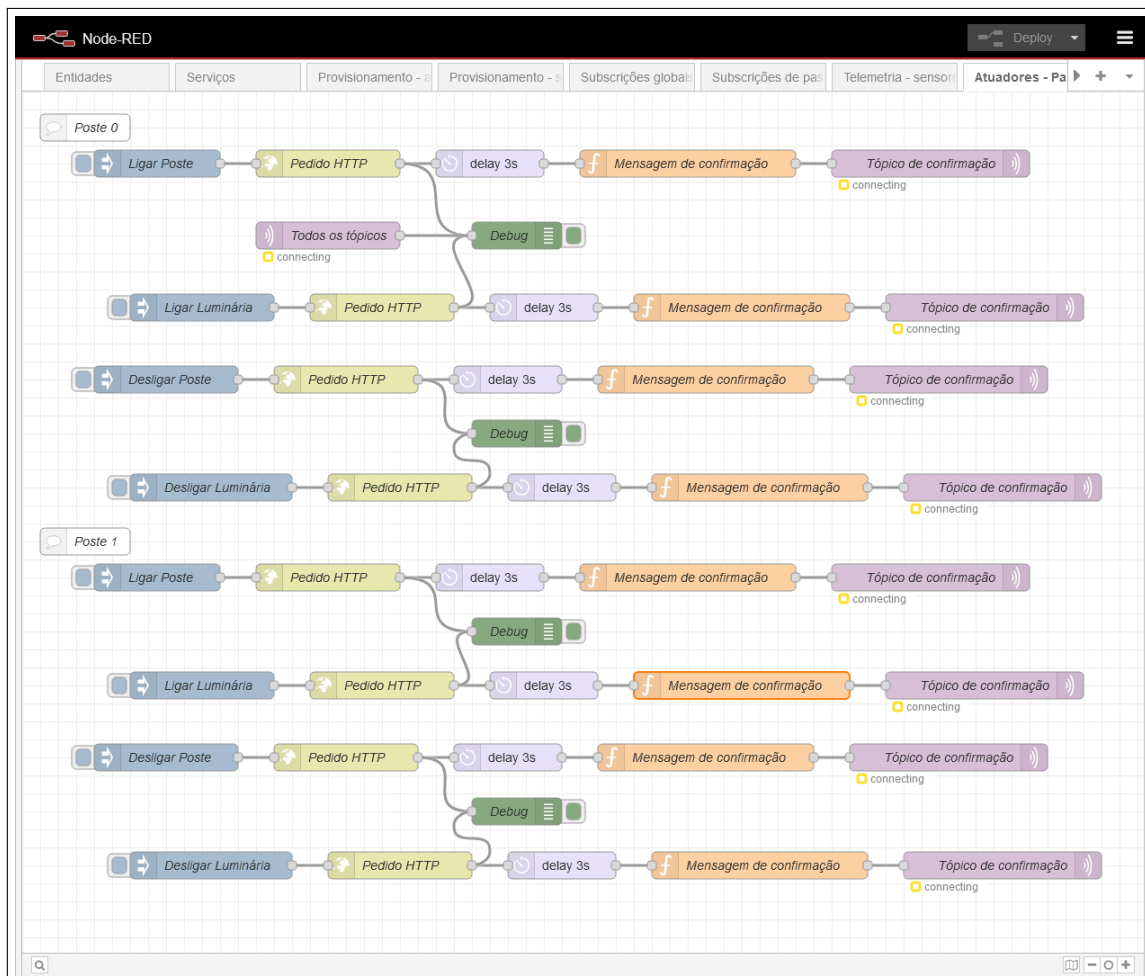 Node-RED
Deploy
Entidades
Serviços
Provisionamento - a
Provisionamento - s
Subscrições globais
Subscrições de pas
Telemetria - sensor
Atuadores - Pa
Poste 0
Ligar Poste
Pedido HTTP
delay 3s
Mensagem de confirmação
Tópico de confirmação
connecting
Todos os tópicos
Debug
connecting
Ligar Luminária
Pedido HTTP
delay 3s
Mensagem de confirmação
Tópico de confirmação
connecting
Desligar Poste
Pedido HTTP
delay 3s
Mensagem de confirmação
Tópico de confirmação
connecting
Debug
Desligar Luminária
Pedido HTTP
delay 3s
Mensagem de confirmação
Tópico de confirmação
connecting
Poste 1
Ligar Poste
Pedido HTTP
delay 3s
Mensagem de confirmação
Tópico de confirmação
connecting
Debug
Ligar Luminária
Pedido HTTP
delay 3s
Mensagem de confirmação
Tópico de confirmação
connecting
Desligar Poste
Pedido HTTP
delay 3s
Mensagem de confirmação
Tópico de confirmação
connecting
Debug
Desligar Luminária
Pedido HTTP
delay 3s
Mensagem de confirmação
Tópico de confirmação
connecting